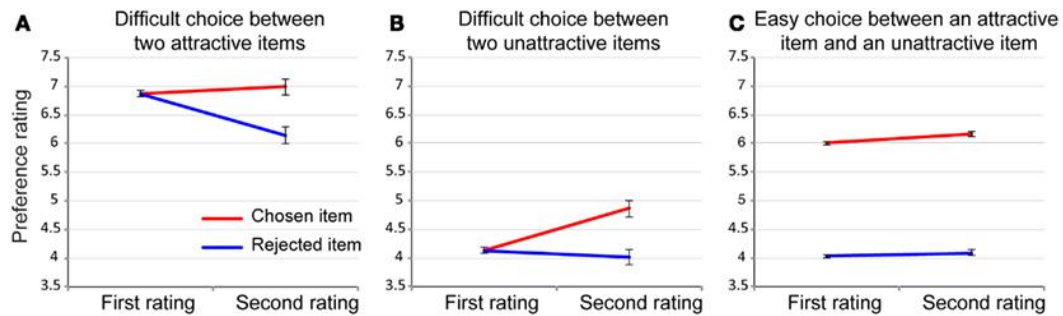 A
Difficult choice between
two attractive items
7.5
7
6.5
6
5.5
5
4.5
4
3.5
Preference rating
Chosen item
Rejected item
First rating
Second rating
B
Difficult choice between
two unattractive items
7.5
7
6.5
6
5.5
5
4.5
4
3.5
First rating
Second rating
C
Easy choice between an attractive
item and an unattractive item
7.5
7
6.5
6
5.5
5
4.5
4
3.5
First rating
Second rating